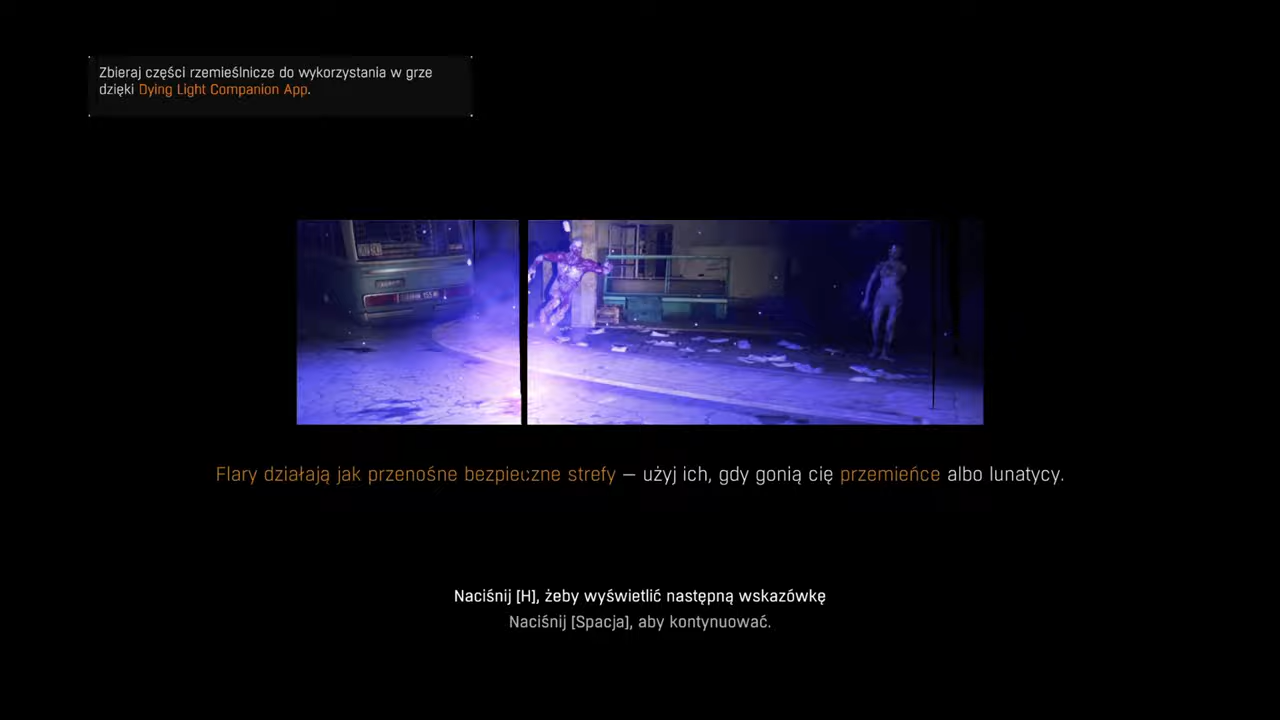 Zbieraj części rzemieślnicze do wykorzystania w grze
dzięki Dying Light Companion App.
Flary działają jak przenośne bezpieczne strefy — użyj ich, gdy gonią cię przemieńce albo lunatycy.
Naciśnij [H], żeby wyświetlić następną wskazówkę
Naciśnij [Spacja], aby kontynuować.